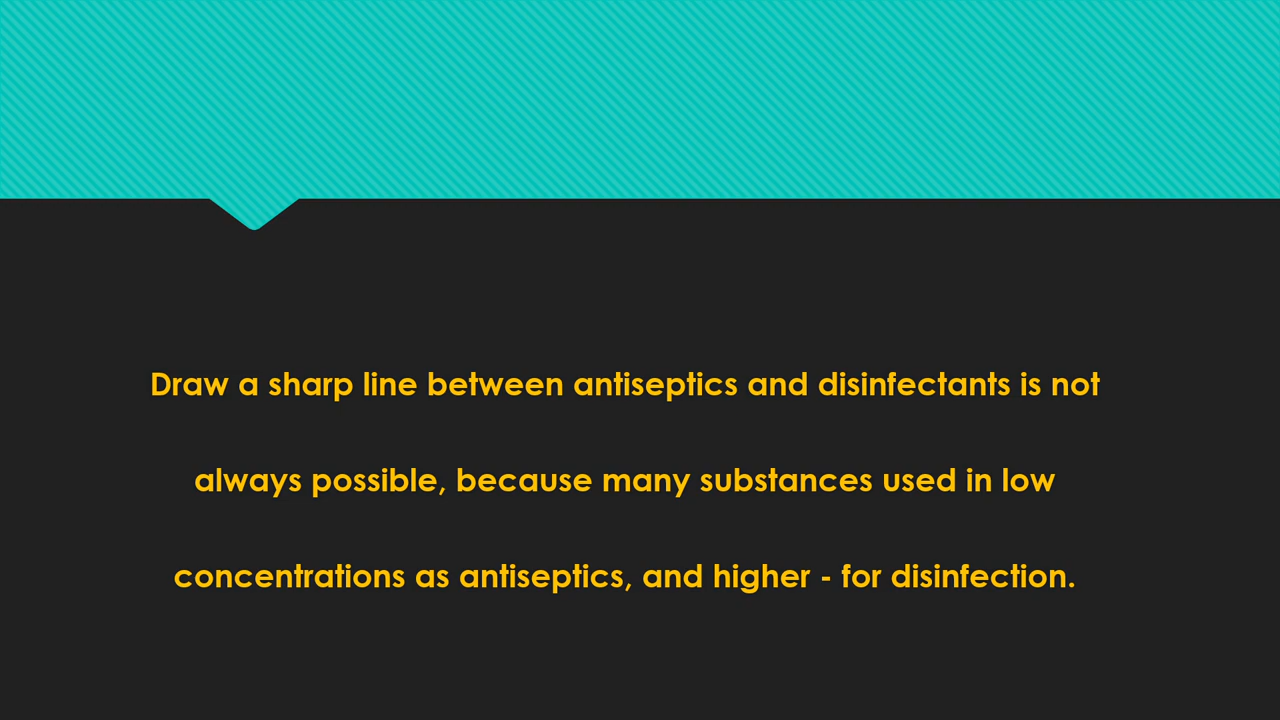 Draw a sharp line between antiseptics and disinfectants is not
always possible, because many substances used in low
concentrations as antiseptics, and higher - for disinfection.